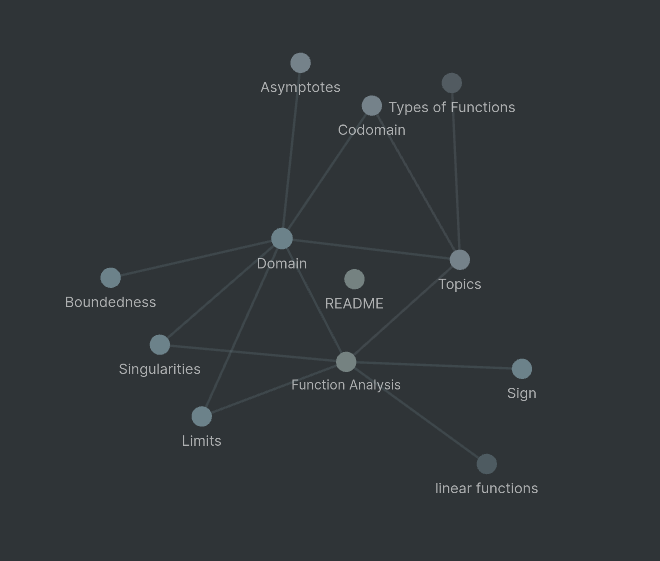 Asymptotes
Types of Functions
Codomain
Domain
Topics
Boundedness
README
Singularities
Function Analysis
Sign
Limits
linear functions